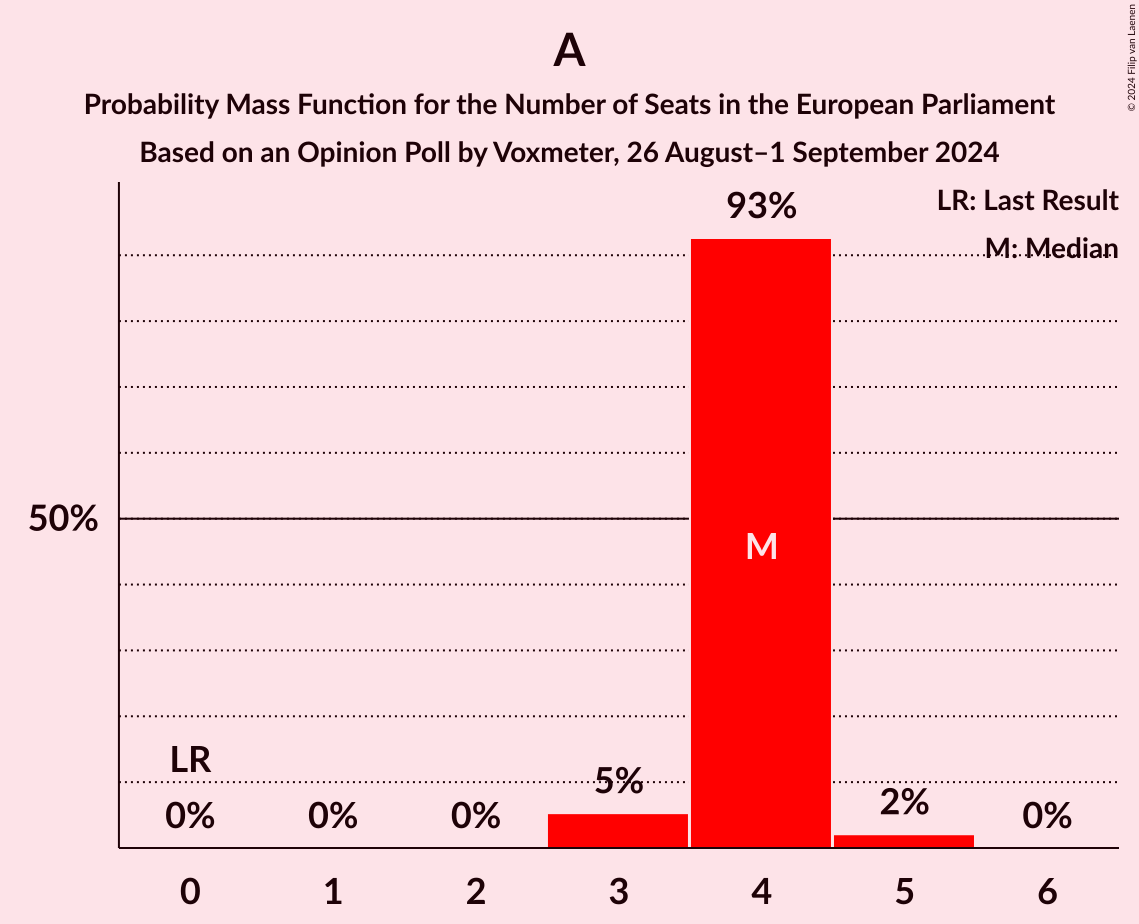 A
Probability Mass Function for the Number of Seats in the European Parliament
Based on an Opinion Poll by Voxmeter, 26 August–1 September 2024
© 2024 Filip van Laenen
LR: Last Result
M: Median
93%
50%
M
LR
0%
0%
0%
5%
2%
0%
0
1
2
3
4
5
6